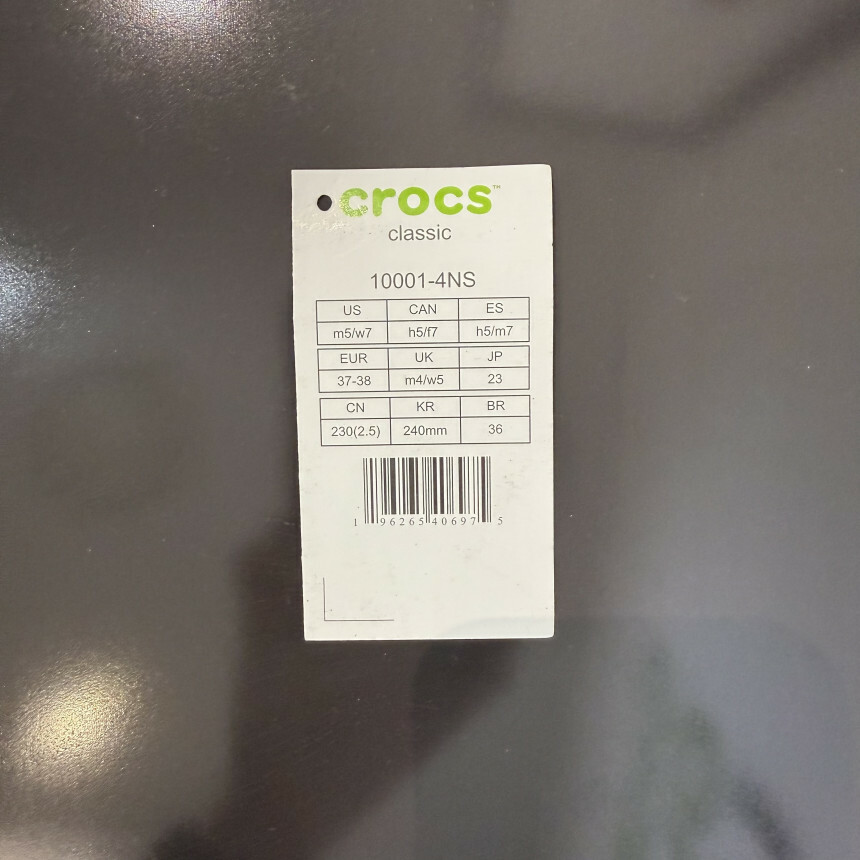 crocs™
classic
10001-4NS
US CAN ES
m5/w7 h5/f7 h5/m7
EUR UK JP
37-38 m4/w5 23
CN KR BR
230(2.5) 240mm 36
1 96265 40697 5